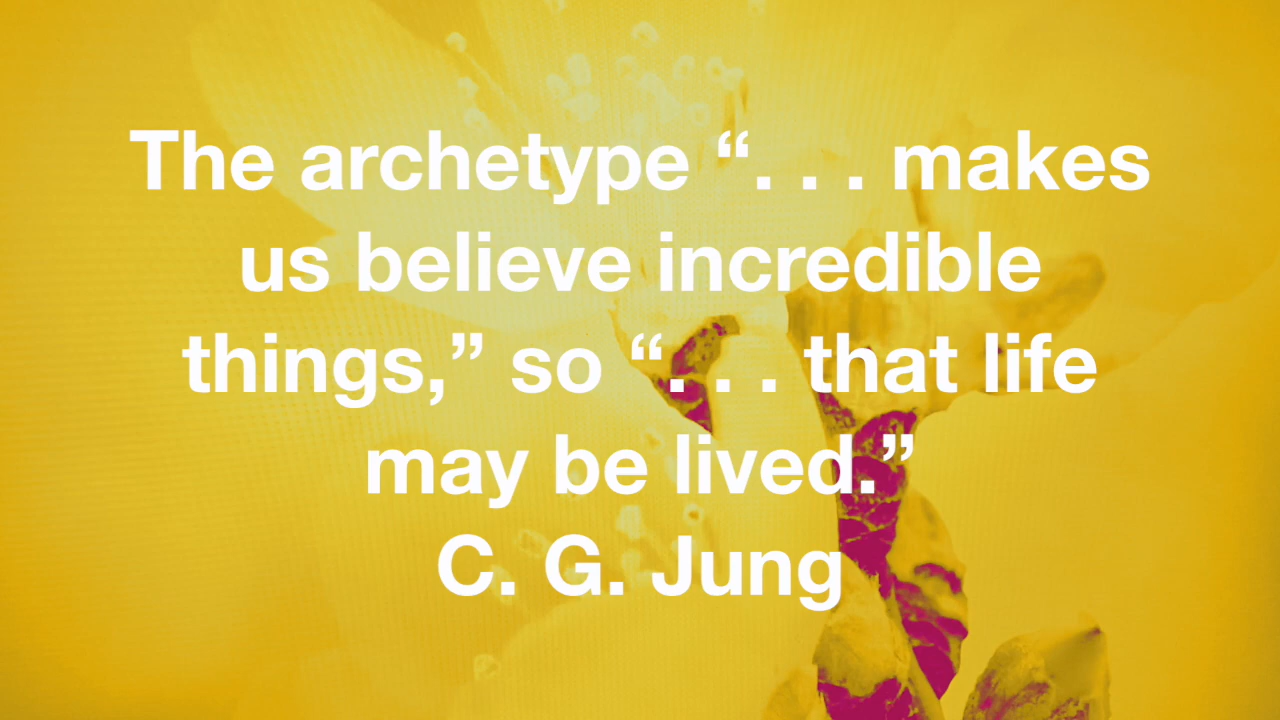 The archetype “. . . makes
us believe incredible
things,” so “. . . that life
may be lived.”
C. G. Jung